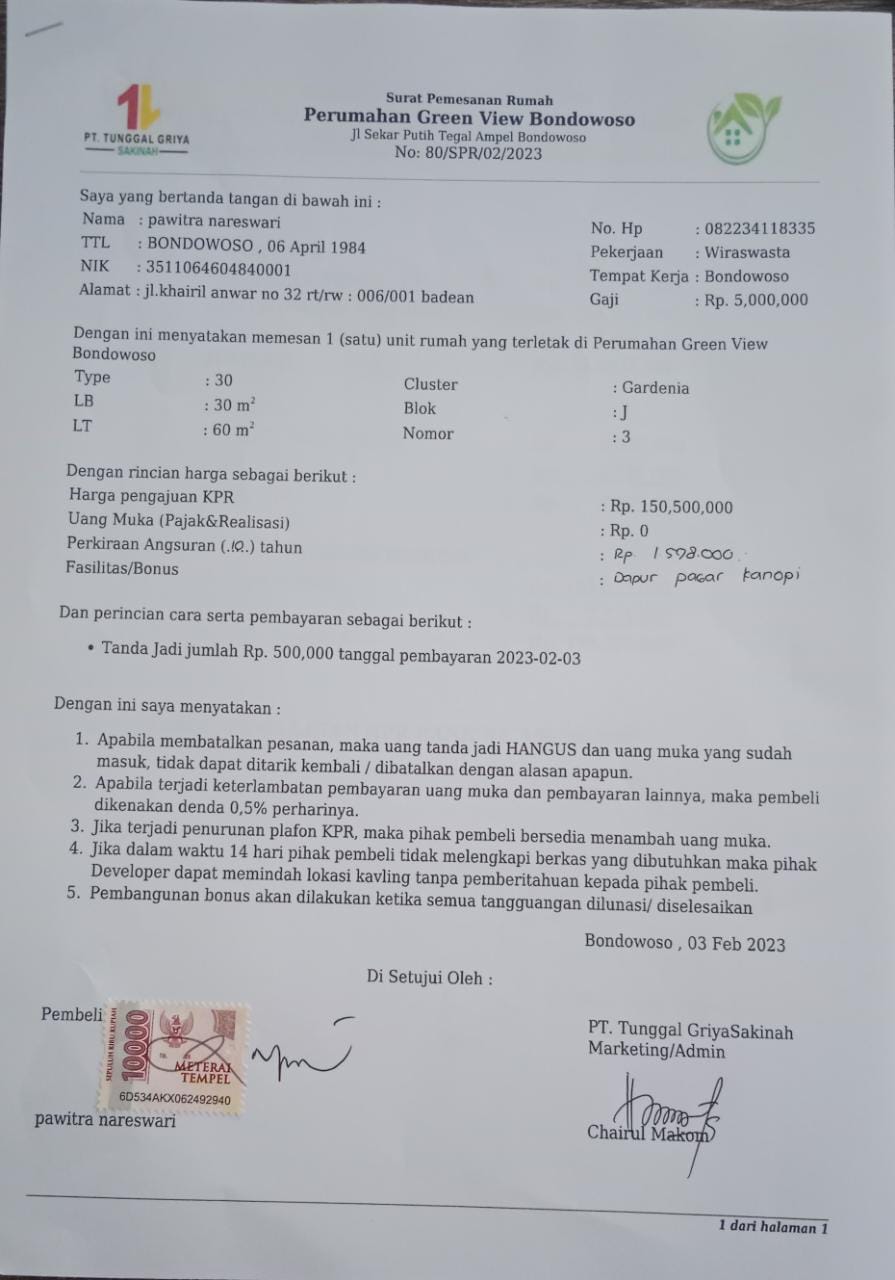 PT. TUNGGAL GRIYA
SAKINAH
Surat Pemesanan Rumah
Perumahan Green View Bondowoso
Jl Sekar Putih Tegal Ampel Bondowoso
No: 80/SPR/02/2023
Saya yang bertanda tangan di bawah ini :
Nama : pawitra nareswari
TTL : BONDOWOSO , 06 April 1984
NIK : 3511064604840001
Alamat : jl.khairil anwar no 32 rt/rw : 006/001 badean
No. Hp : 082234118335
Pekerjaan : Wiraswasta
Tempat Kerja : Bondowoso
Gaji : Rp. 5,000,000
Dengan ini menyatakan memesan 1 (satu) unit rumah yang terletak di Perumahan Green View
Bondowoso
Type : 30 Cluster : Gardenia
LB : 30 m² Blok : J
LT : 60 m² Nomor : 3
Dengan rincian harga sebagai berikut :
Harga pengajuan KPR : Rp. 150,500,000
Uang Muka (Pajak&Realisasi) : Rp. 0
Perkiraan Angsuran (.10.) tahun : Rp. 1.598.000
Fasilitas/Bonus : Dapur pagar kanopi
Dan perincian cara serta pembayaran sebagai berikut :
• Tanda Jadi jumlah Rp. 500,000 tanggal pembayaran 2023-02-03
Dengan ini saya menyatakan :
1. Apabila membatalkan pesanan, maka uang tanda jadi HANGUS dan uang muka yang sudah
masuk, tidak dapat ditarik kembali / dibatalkan dengan alasan apapun.
2. Apabila terjadi keterlambatan pembayaran uang muka dan pembayaran lainnya, maka pembeli
dikenakan denda 0,5% perharinya.
3. Jika terjadi penurunan plafon KPR, maka pihak pembeli bersedia menambah uang muka.
4. Jika dalam waktu 14 hari pihak pembeli tidak melengkapi berkas yang dibutuhkan maka pihak
Developer dapat memindah lokasi kavling tanpa pemberitahuan kepada pihak pembeli.
5. Pembangunan bonus akan dilakukan ketika semua tangguangan dilunasi/ diselesaikan
Bondowoso , 03 Feb 2023
Di Setujui Oleh :
Pembeli
SEPULUH RIBU RUPIAH
10000
METERAI
TEMPEL
6D534AKX062492940
pawitra nareswari
PT. Tunggal GriyaSakinah
Marketing/Admin
Chairul Makom
1 dari halaman 1